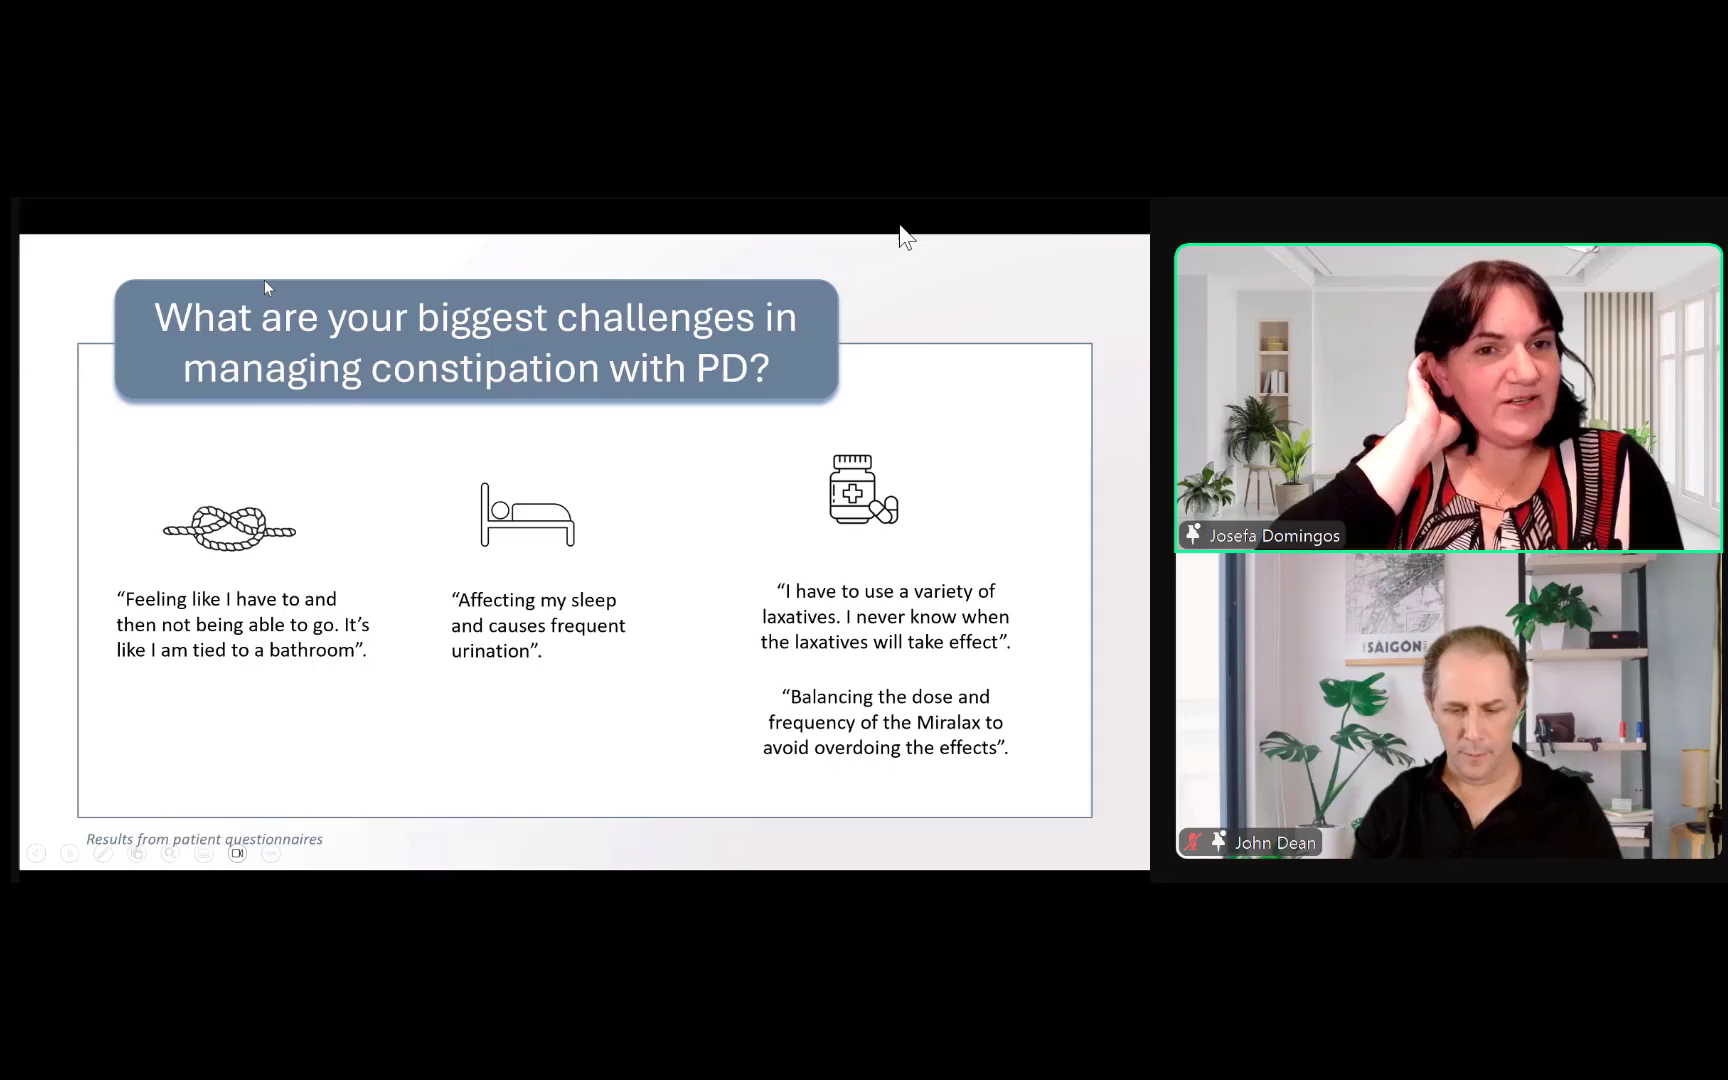 What are your biggest challenges in
managing constipation with PD?
“Feeling like I have to and
then not being able to go. It’s
like I am tied to a bathroom”.
“Affecting my sleep
and causes frequent
urination”.
“I have to use a variety of
laxatives. I never know when
the laxatives will take effect”.
“Balancing the dose and
frequency of the Miralax to
avoid overdoing the effects”.
Results from patient questionnaires
Josefa Domingos
SAIGON
John Dean